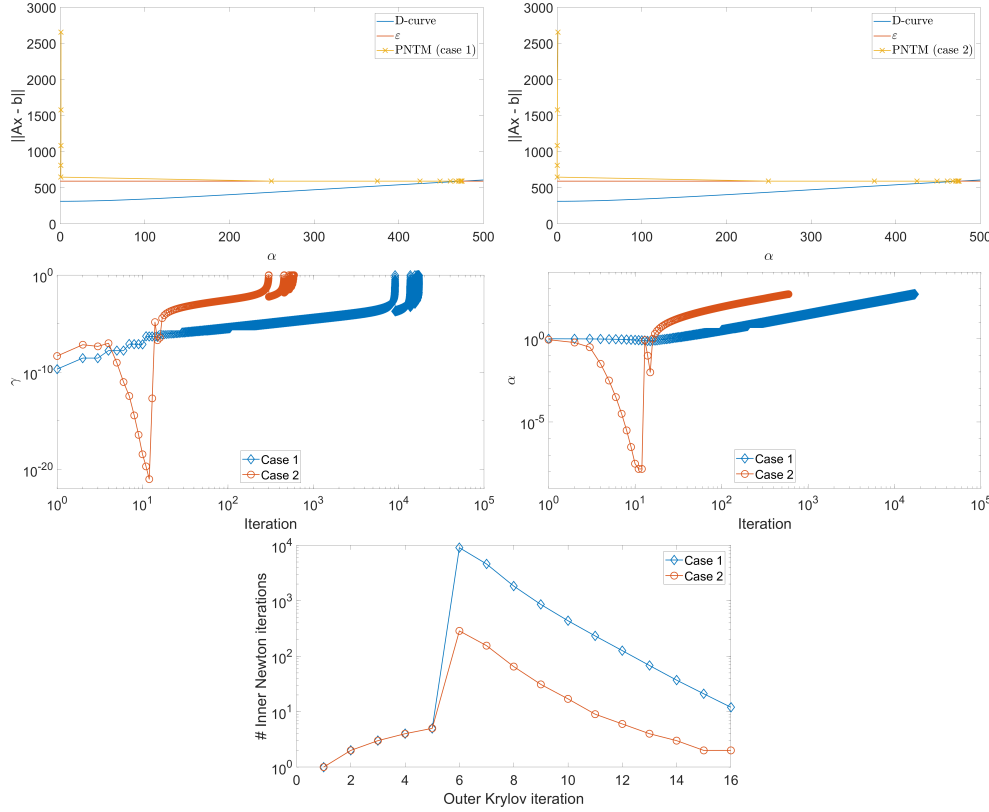 3000
2500
2000
1500
1000
500
0
||Ax - b||
0 100 200 300 400 500
α
D-curve
ε
PNTM (case 1)
3000
2500
2000
1500
1000
500
0
||Ax - b||
0 100 200 300 400 500
α
D-curve
ε
PNTM (case 2)
10^0
10^-10
10^-20
γ
10^0 10^1 10^2 10^3 10^4 10^5
Iteration
Case 1
Case 2
10^0
10^-5
α
10^0 10^1 10^2 10^3 10^4 10^5
Iteration
Case 1
Case 2
10^4
10^3
10^2
10^1
10^0
# Inner Newton iterations
0 2 4 6 8 10 12 14 16
Outer Krylov iteration
Case 1
Case 2